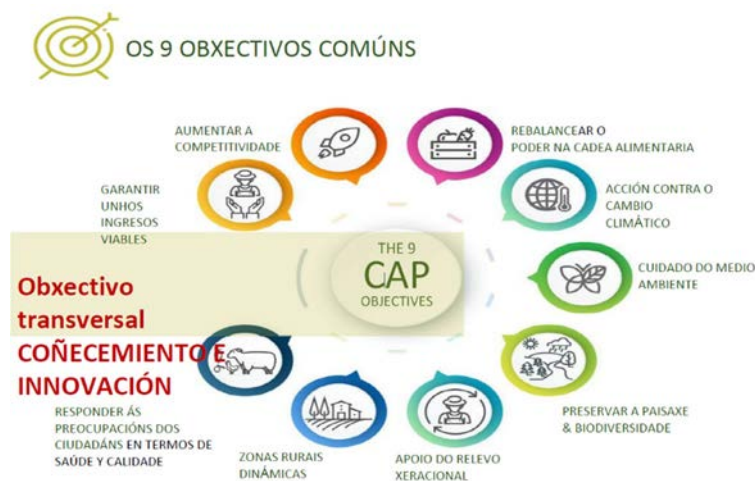 OS 9 OBXECTIVOS COMÚNS
AUMENTAR A
COMPETITIVIDADE
REBALANCEAR O
PODER NA CADEA ALIMENTARIA
GARANTIR
UNHOS
INGRESOS
VIABLES
ACCIÓN CONTRA O
CAMBIO
CLIMÀTICO
THE 9
CAP
OBJECTIVES
CUIDADO DO MEDIO
AMBIENTE
Obxectivo
transversal
COÑECEMIENTO E
INNOVACIÓN
RESPONDER ÁS
PREOCUPACIÓNS DOS
CIUDADÁNS EN TERMOS DE
SAÚDE Y CALIDADE
ZONAS RURAIS
DINÁMICAS
APOIO DO RELEVO
XERACIONAL
PRESERVAR A PAISAXE
& BIODIVERSIDADE